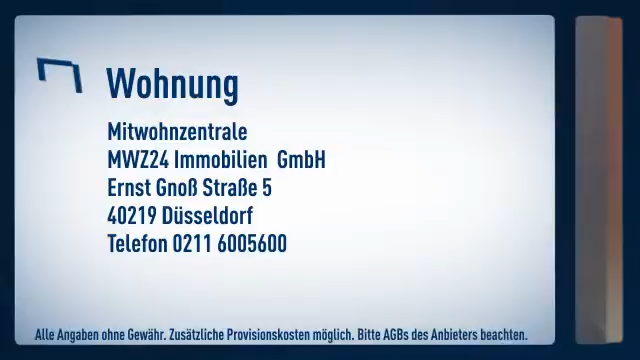 Wohnung
Mitwohnzentrale
MWZ24 Immobilien GmbH
Ernst Gnoß Straße 5
40219 Düsseldorf
Telefon 0211 6005600
Alle Angaben ohne Gewähr. Zusätzliche Provisionskosten möglich. Bitte AGBs des Anbieters beachten.